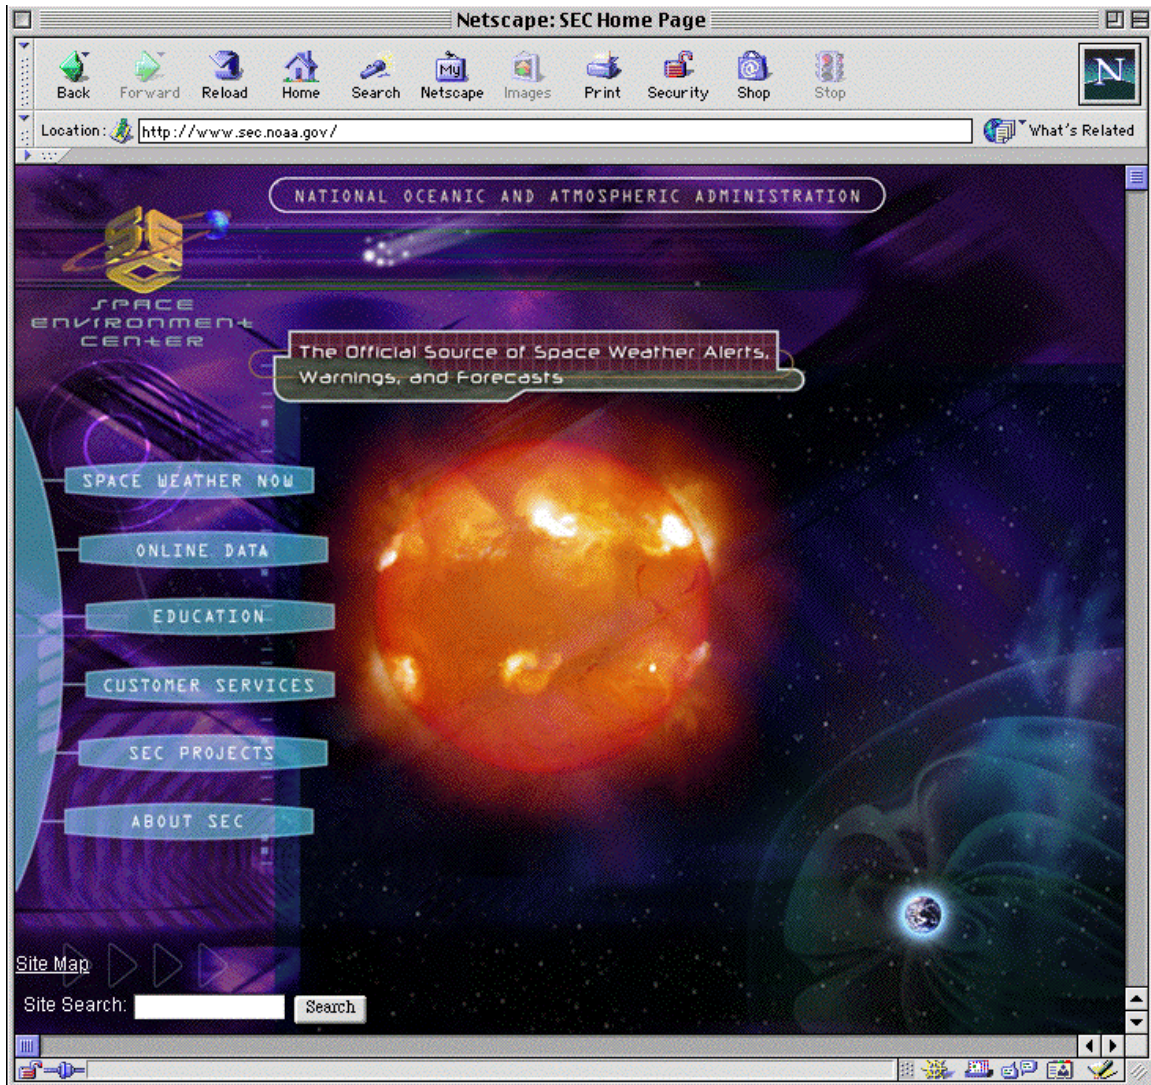 Netscape: SEC Home Page
Back Forward Reload Home Search Netscape Images Print Security Shop Stop
My
N
Location: http://www.sec.noaa.gov/ What's Related
NATIONAL OCEANIC AND ATMOSPHERIC ADMINISTRATION
SEC
SPACE
ENVIRONMENT
CENTER
The Official Source of Space Weather Alerts,
Warnings, and Forecasts
SPACE WEATHER NOW
ONLINE DATA
EDUCATION
CUSTOMER SERVICES
SEC PROJECTS
ABOUT SEC
Site Map
Site Search: Search